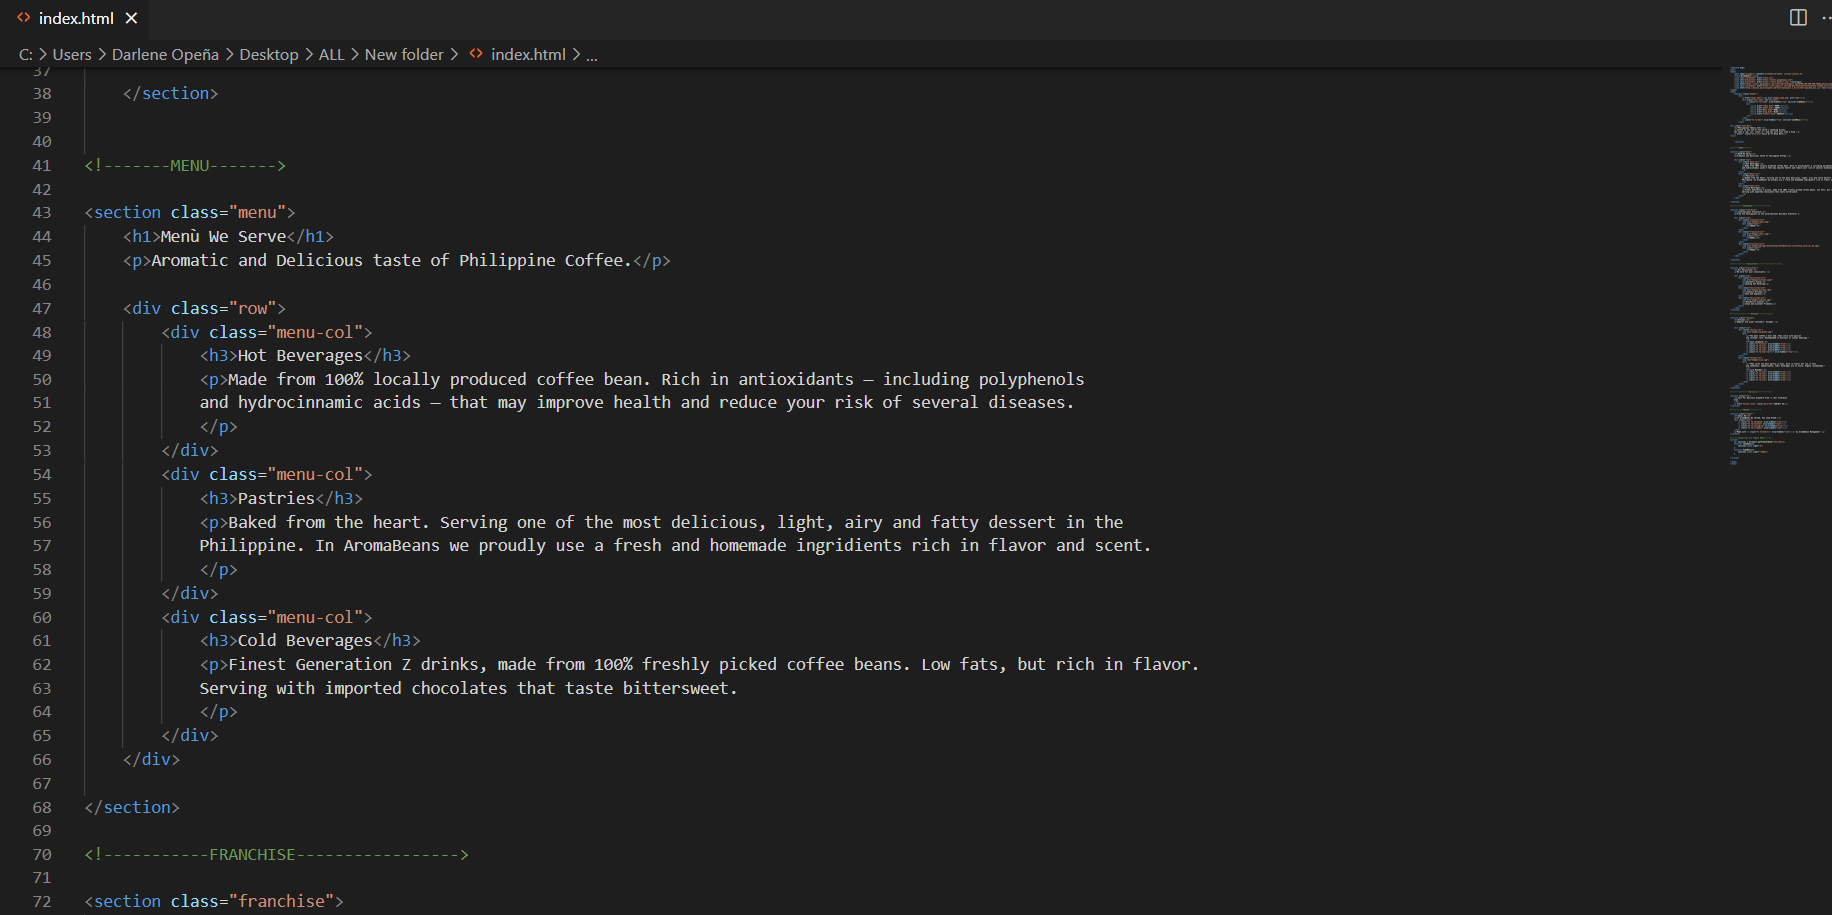 index.html
C: > Users > Darlene Opeña > Desktop > ALL > New folder > <> index.html > ...
37
38 </section>
39
40
41 <!-------MENU------->
42
43 <section class="menu">
44 <h1>Menù We Serve</h1>
45 <p>Aromatic and Delicious taste of Philippine Coffee.</p>
46
47 <div class="row">
48 <div class="menu-col">
49 <h3>Hot Beverages</h3>
50 <p>Made from 100% locally produced coffee bean. Rich in antioxidants — including polyphenols
51 and hydrocinnamic acids — that may improve health and reduce your risk of several diseases.
52 </p>
53 </div>
54 <div class="menu-col">
55 <h3>Pastries</h3>
56 <p>Baked from the heart. Serving one of the most delicious, light, airy and fatty dessert in the
57 Philippine. In AromaBeans we proudly use a fresh and homemade ingridients rich in flavor and scent.
58 </p>
59 </div>
60 <div class="menu-col">
61 <h3>Cold Beverages</h3>
62 <p>Finest Generation Z drinks, made from 100% freshly picked coffee beans. Low fats, but rich in flavor.
63 Serving with imported chocolates that taste bittersweet.
64 </p>
65 </div>
66 </div>
67
68 </section>
69
70 <!-----------FRANCHISE----------------->
71
72 <section class="franchise">